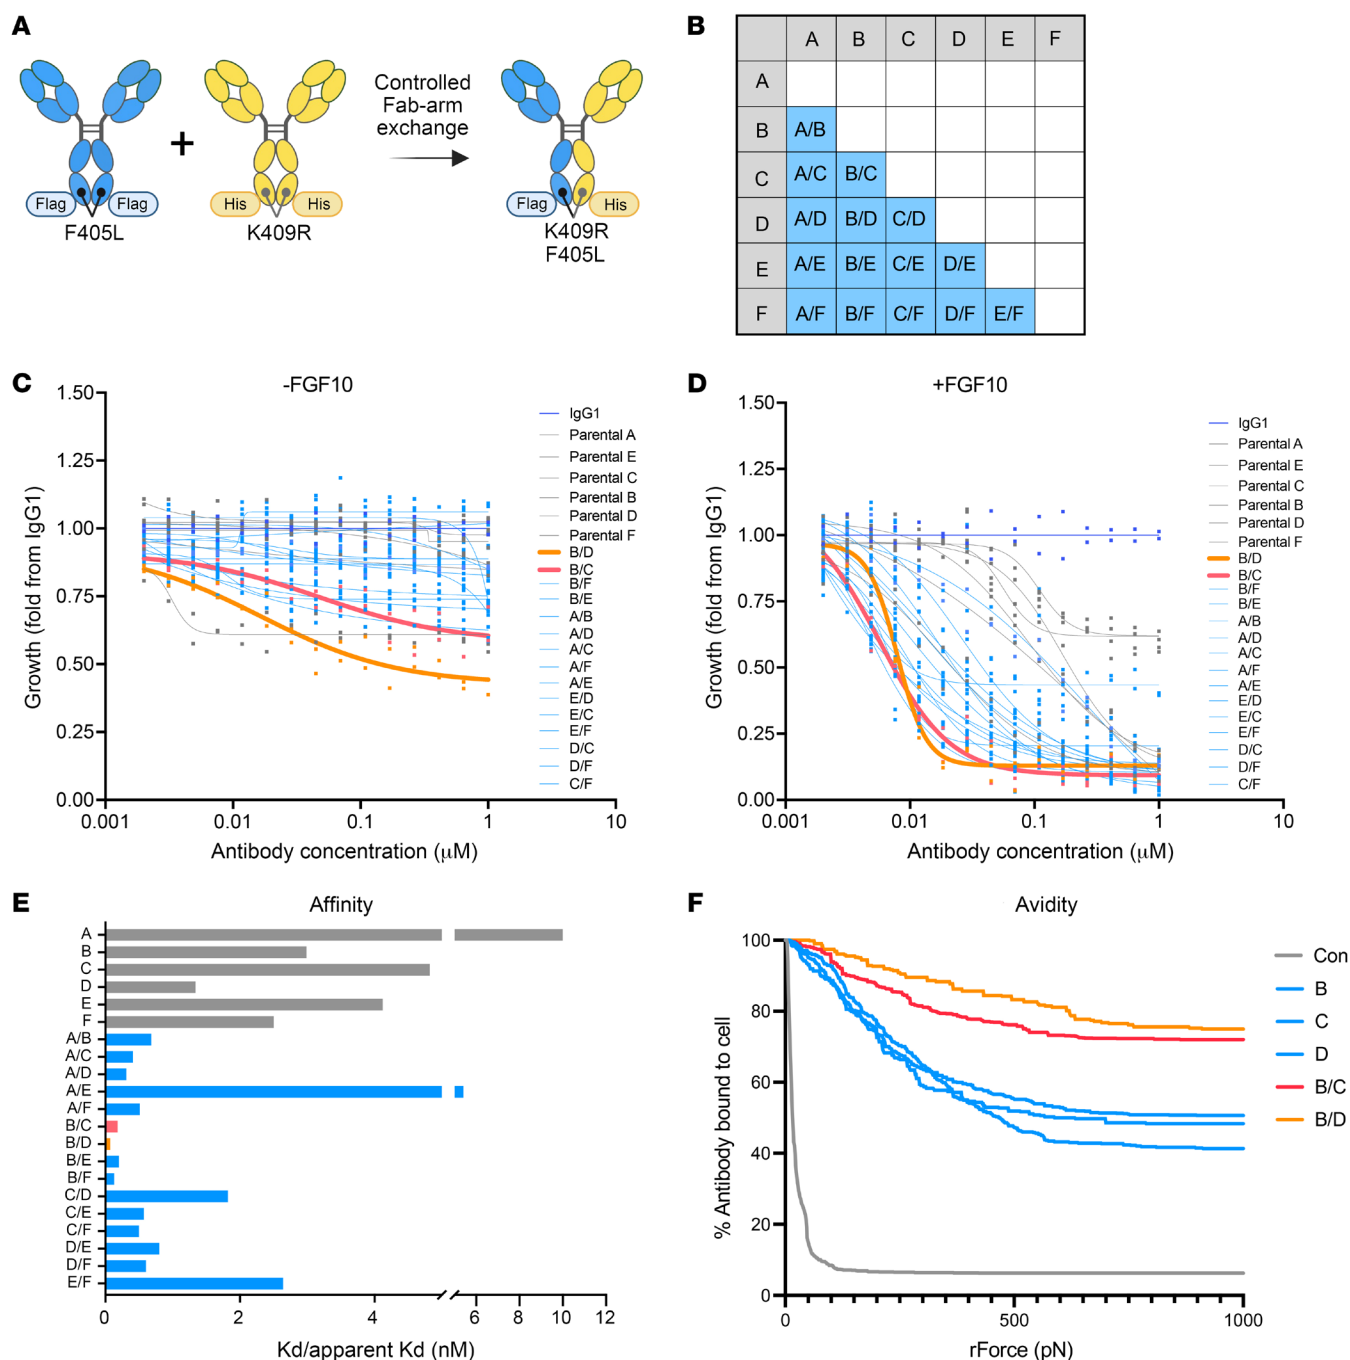 A
Flag
Flag
F405L
+
His
His
K409R
Controlled
Fab-arm
exchange
Flag
His
K409R
F405L
B
A B C D E F
A
B A/B
C A/C B/C
D A/D B/D C/D
E A/E B/E C/E D/E
F A/F B/F C/F D/F E/F
C
-FGF10
Growth (fold from IgG1)
1.50
1.25
1.00
0.75
0.50
0.25
0.00
0.001 0.01 0.1 1 10
Antibody concentration (μM)
IgG1
Parental A
Parental E
Parental C
Parental B
Parental D
Parental F
B/D
B/C
B/F
B/E
A/B
A/D
A/C
A/F
A/E
E/D
E/C
E/F
D/C
D/F
C/F
D
+FGF10
Growth (fold from IgG1)
1.50
1.25
1.00
0.75
0.50
0.25
0.00
0.001 0.01 0.1 1 10
Antibody concentration (μM)
IgG1
Parental A
Parental E
Parental C
Parental B
Parental D
Parental F
B/D
B/C
B/F
B/E
A/B
A/D
A/C
A/F
A/E
E/D
E/C
E/F
D/C
D/F
C/F
E
Affinity
A
B
C
D
E
F
A/B
A/C
A/D
A/E
A/F
B/C
B/D
B/E
B/F
C/D
C/E
C/F
D/E
D/F
E/F
0 2 4 6 8 10 12
Kd/apparent Kd (nM)
F
Avidity
% Antibody bound to cell
100
80
60
40
20
0
0 500 1000
rForce (pN)
Con
B
C
D
B/C
B/D